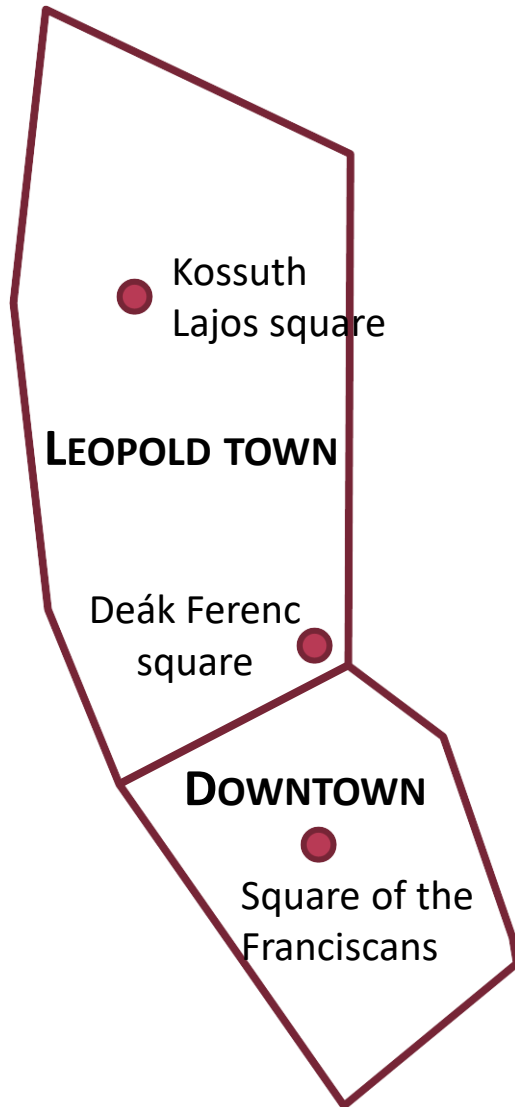 Kossuth
Lajos square
LEOPOLD TOWN
Deák Ferenc
square
DOWNTOWN
Square of the
Franciscans